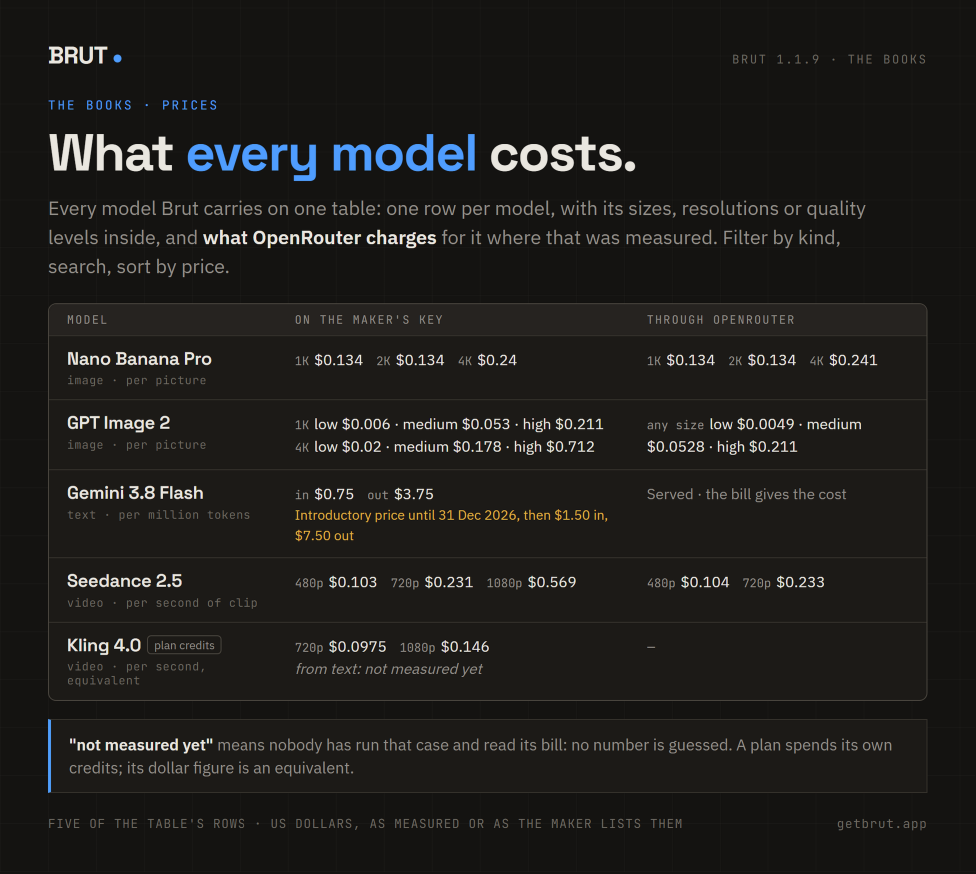 BRUT
BRUT 1.1.9 · THE BOOKS
THE BOOKS · PRICES
What every model costs.
Every model Brut carries on one table: one row per model, with its sizes, resolutions or quality
levels inside, and what OpenRouter charges for it where that was measured. Filter by kind,
search, sort by price.
MODEL ON THE MAKER'S KEY THROUGH OPENROUTER
Nano Banana Pro 1K $0.134 2K $0.134 4K $0.24 1K $0.134 2K $0.134 4K $0.241
image · per picture
GPT Image 2 1K low $0.006 · medium $0.053 · high $0.211 any size low $0.0049 · medium
image · per picture 4K low $0.02 · medium $0.178 · high $0.712 $0.0528 · high $0.211
Gemini 3.8 Flash in $0.75 out $3.75 Served · the bill gives the cost
text · per million tokens Introductory price until 31 Dec 2026, then $1.50 in,
$7.50 out
Seedance 2.5 480p $0.103 720p $0.231 1080p $0.569 480p $0.104 720p $0.233
video · per second of clip
Kling 4.0 plan credits 720p $0.0975 1080p $0.146 –
video · per second, from text: not measured yet
equivalent
"not measured yet" means nobody has run that case and read its bill: no number is guessed. A plan spends its own
credits; its dollar figure is an equivalent.
FIVE OF THE TABLE'S ROWS · US DOLLARS, AS MEASURED OR AS THE MAKER LISTS THEM getbrut.app